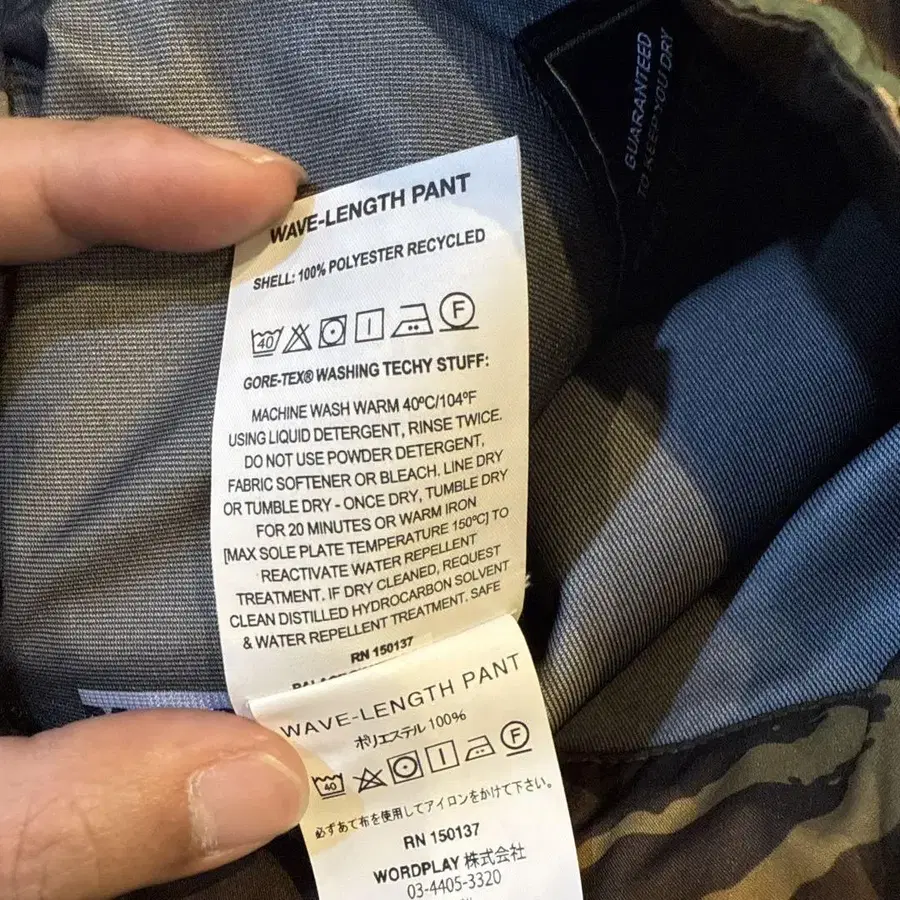 GUARANTEED
TO KEEP YOU DRY
WAVE-LENGTH PANT
SHELL: 100% POLYESTER RECYCLED
40
F
GORE-TEX® WASHING TECHY STUFF:
MACHINE WASH WARM 40ºC/104ºF
USING LIQUID DETERGENT, RINSE TWICE.
DO NOT USE POWDER DETERGENT,
FABRIC SOFTENER OR BLEACH. LINE DRY
OR TUMBLE DRY - ONCE DRY, TUMBLE DRY
FOR 20 MINUTES OR WARM IRON
[MAX SOLE PLATE TEMPERATURE 150ºC] TO
REACTIVATE WATER REPELLENT
TREATMENT. IF DRY CLEANED, REQUEST
CLEAN DISTILLED HYDROCARBON SOLVENT
& WATER REPELLENT TREATMENT. SAFE
RN 150137
WAVE-LENGTH PANT
ポリエステル 100%
40
F
必ずあて布を使用してアイロンをかけて下さい。
RN 150137
WORDPLAY 株式会社
03-4405-3320